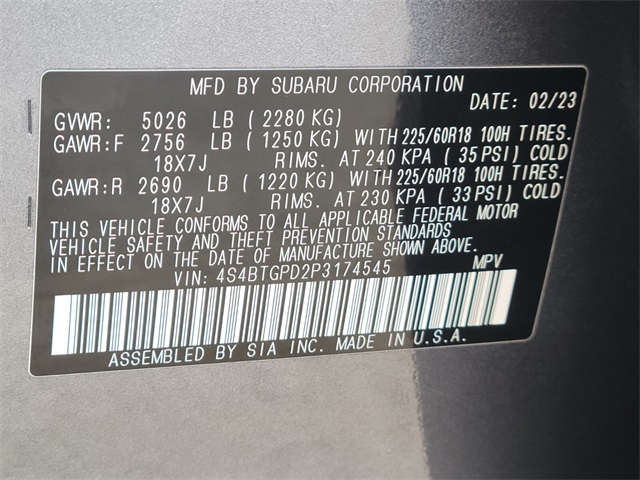 MFD BY SUBARU CORPORATION
DATE: 02/23
GVWR: 5026 LB (2280 KG)
GAWR:F 2756 LB (1250 KG) WITH 225/60R18 100H TIRES.
18X7J RIMS. AT 240 KPA (35 PSI) COLD
GAWR:R 2690 LB (1220 KG) WITH 225/60R18 100H TIRES.
18X7J RIMS. AT 230 KPA (33 PSI) COLD
THIS VEHICLE CONFORMS TO ALL APPLICABLE FEDERAL MOTOR
VEHICLE SAFETY AND THEFT PREVENTION STANDARDS
IN EFFECT ON THE DATE OF MANUFACTURE SHOWN ABOVE.
VIN: 4S4BTGPD2P3174545 MPV
ASSEMBLED BY SIA INC. MADE IN U.S.A.